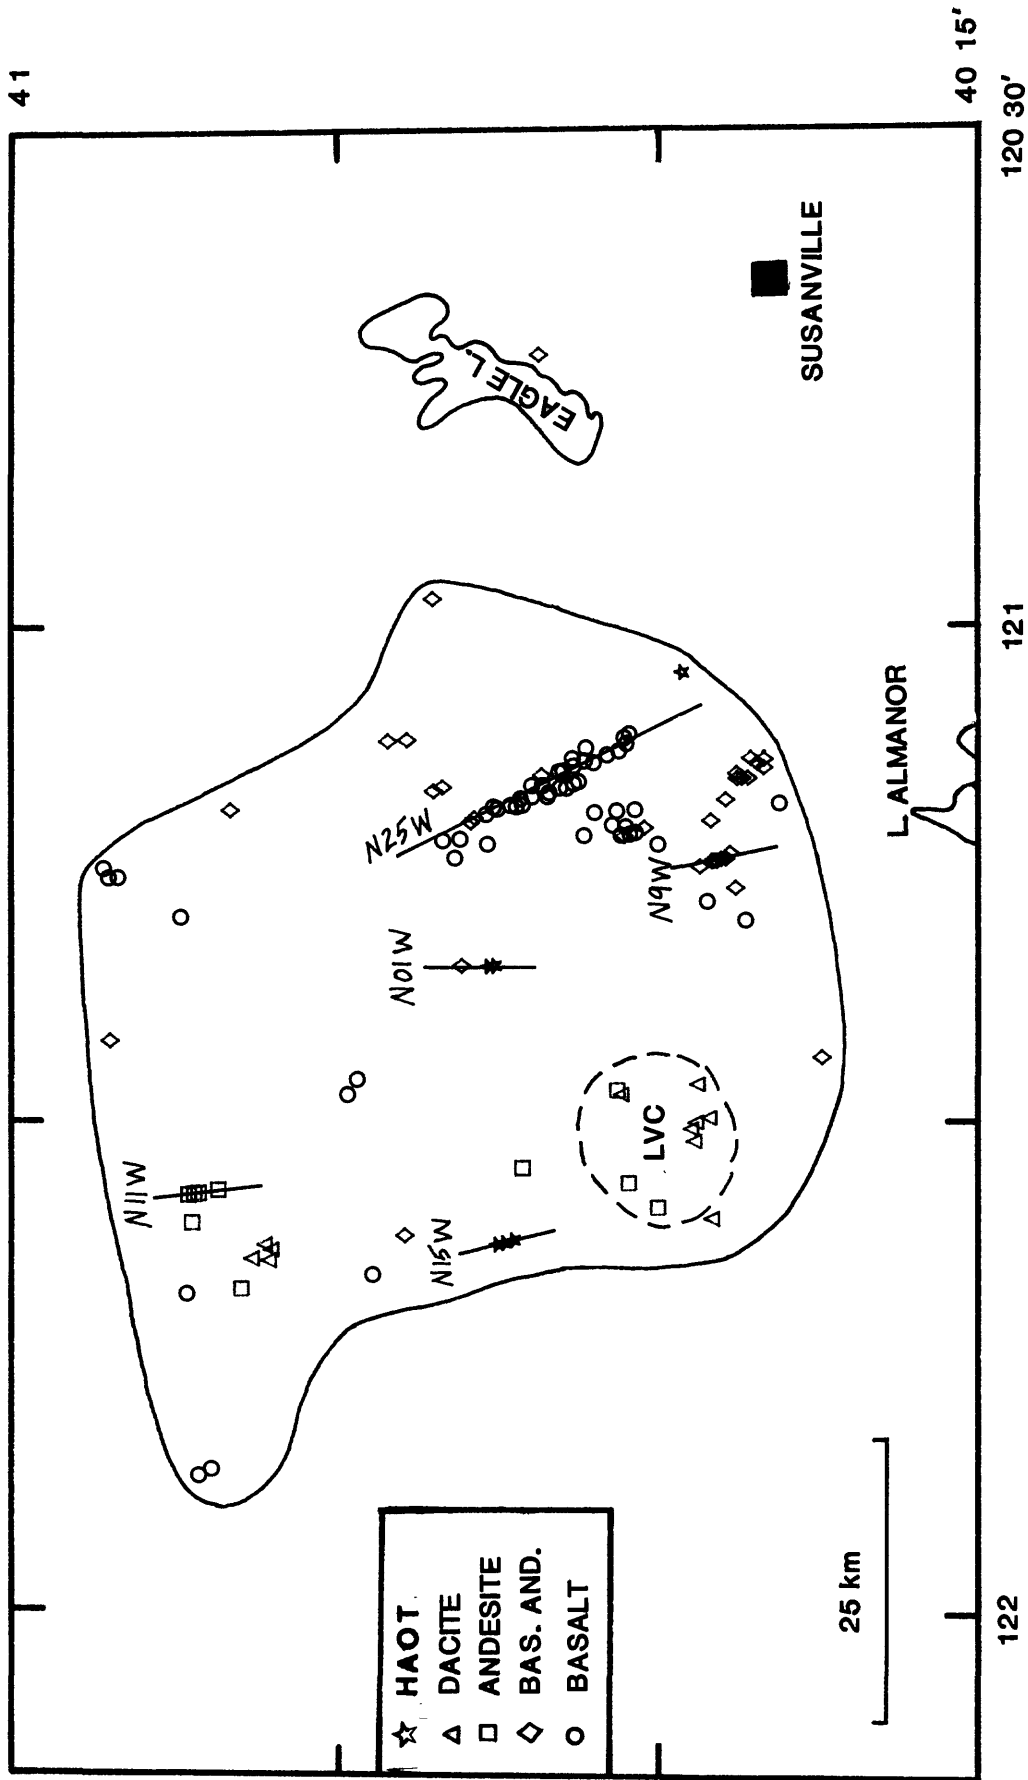 41
40 15'
120 30'
121
122
SUSANVILLE
EAGLE L.
L. ALMANOR
N25W
N9W
N01W
N11W
N15W
LVC
25 km
HAOT
DACITE
ANDESITE
BAS. AND.
BASALT